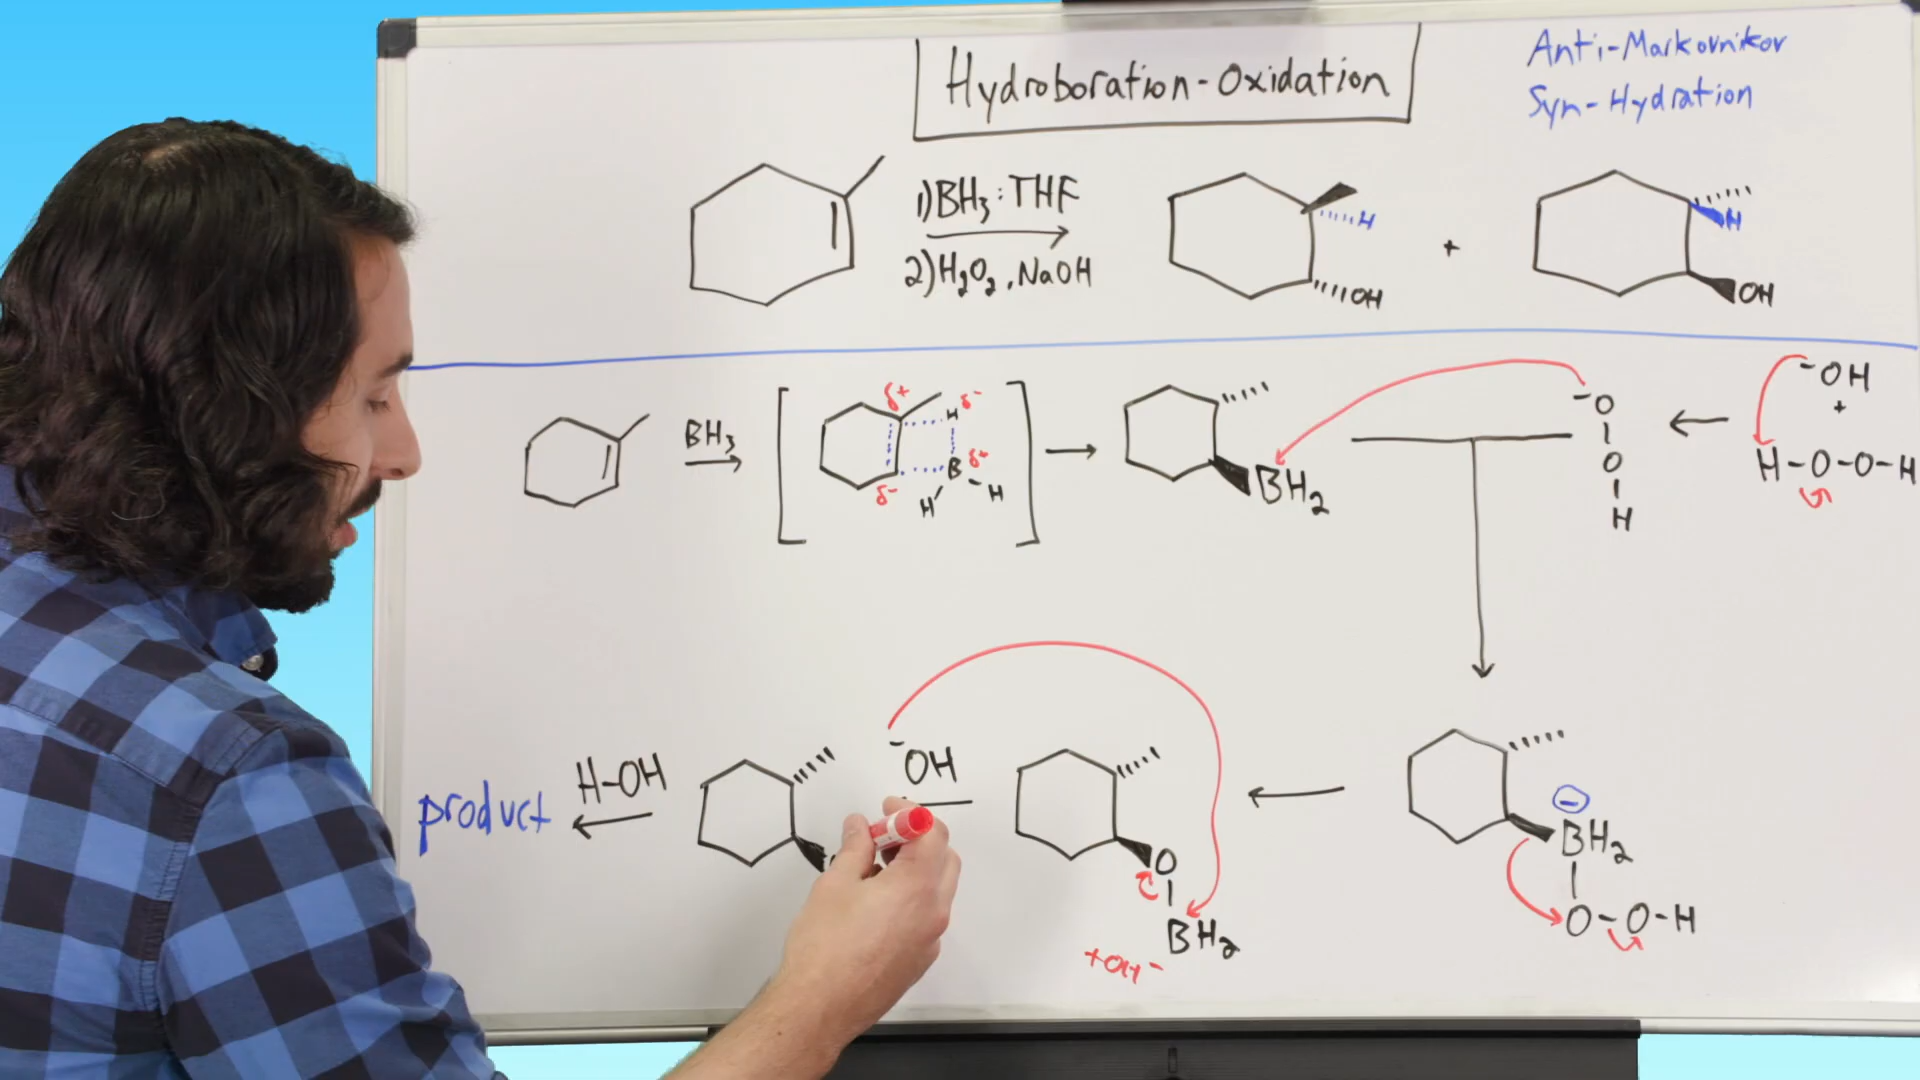 Hydroboration-Oxidation
Anti-Markovnikov
Syn-Hydration
1)BH₃:THF
2)H₂O₂, NaOH
H
OH
+
H
OH
BH₃
δ+
H
δ-
B
δ+
δ-
H
H
BH₂
-O
O
H
-OH
+
H-O-O-H
product
H-OH
-OH
O
BH₂
+OH-
-
BH₂
O-O-H